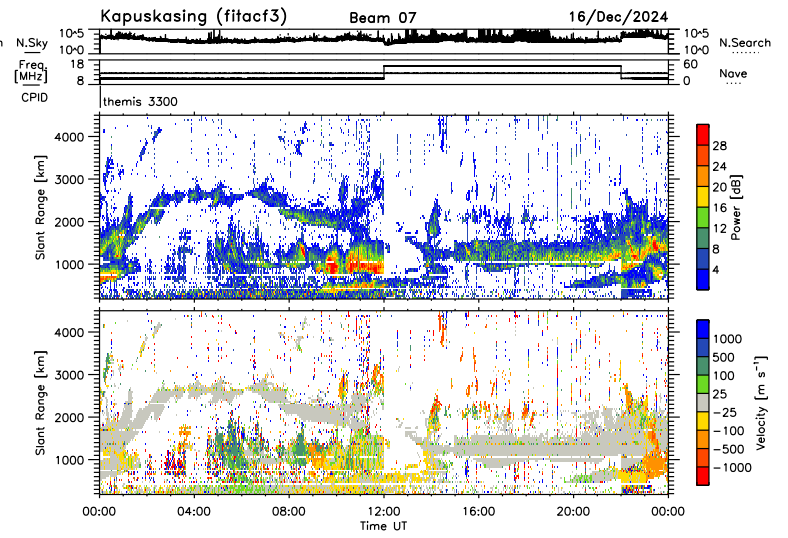 Kapuskasing (fitacf3) Beam 07 16/Dec/2024
n N.Sky 10^5 10^0 10^5 10^0 N.Search
Freq. [MHz] 18 8 60 0 Nave
CPID themis 3300
Slant Range [km] 4000 3000 2000 1000
28 24 20 16 12 8 4 Power [dB]
Slant Range [km] 4000 3000 2000 1000
1000 500 100 25 -25 -100 -500 -1000 Velocity [m s⁻¹]
00:00 04:00 08:00 12:00 16:00 20:00 00:00
Time UT